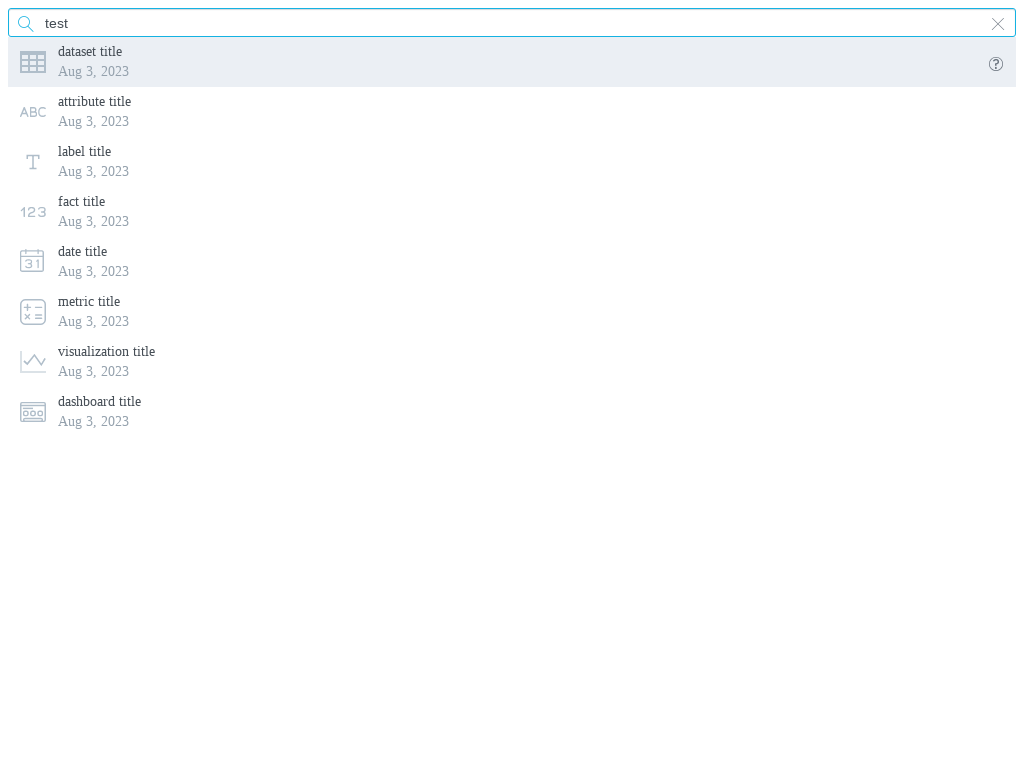 test
dataset title
Aug 3, 2023
?
ABC
attribute title
Aug 3, 2023
T
label title
Aug 3, 2023
123
fact title
Aug 3, 2023
31
date title
Aug 3, 2023
metric title
Aug 3, 2023
visualization title
Aug 3, 2023
dashboard title
Aug 3, 2023